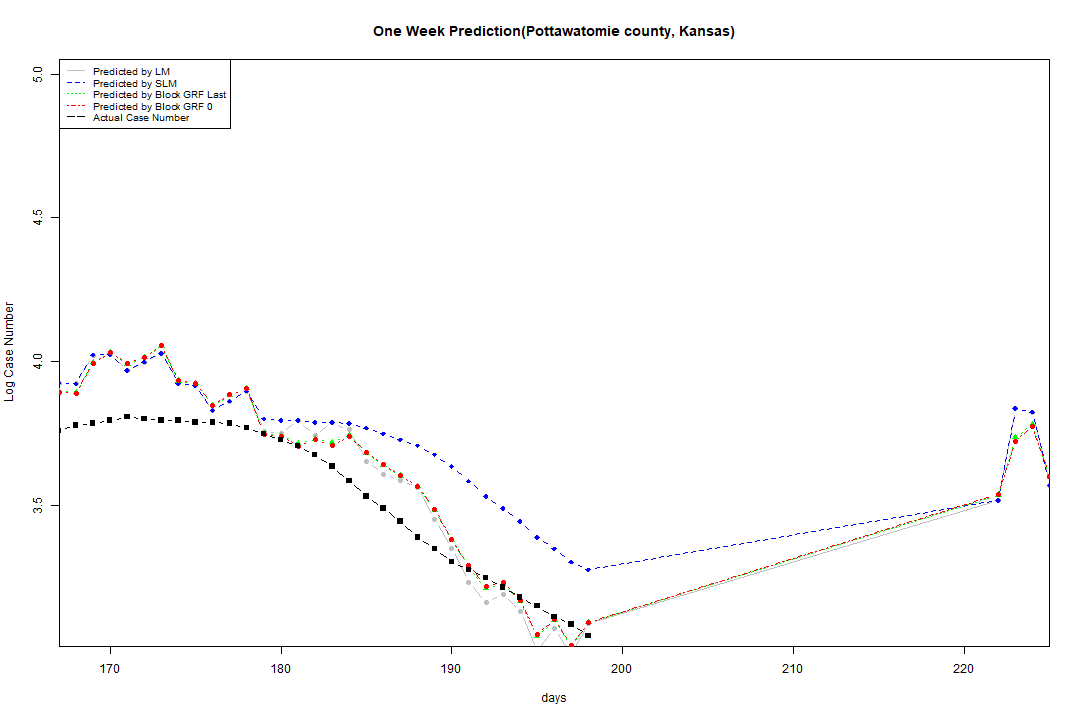 One Week Prediction(Pottawatomie county, Kansas)
Predicted by LM
Predicted by SLM
Predicted by Block GRF Last
Predicted by Block GRF 0
Actual Case Number
5.0
4.5
4.0
3.5
Log Case Number
170 180 190 200 210 220
days